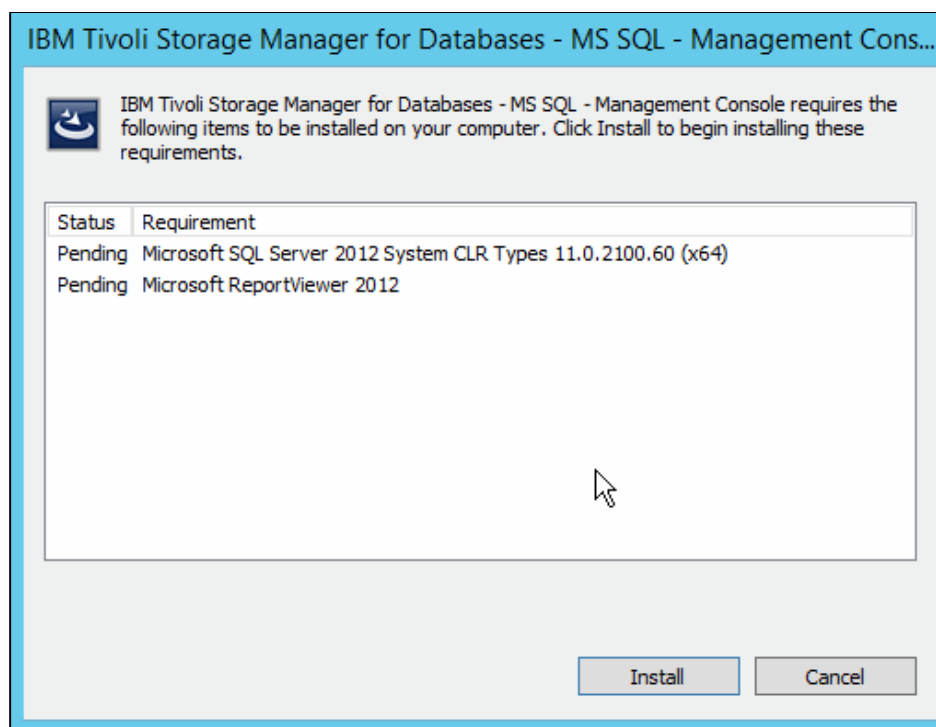 IBM Tivoli Storage Manager for Databases - MS SQL - Management Cons...
IBM Tivoli Storage Manager for Databases - MS SQL - Management Console requires the
following items to be installed on your computer. Click Install to begin installing these
requirements.
Status Requirement
Pending Microsoft SQL Server 2012 System CLR Types 11.0.2100.60 (x64)
Pending Microsoft ReportViewer 2012
Install Cancel